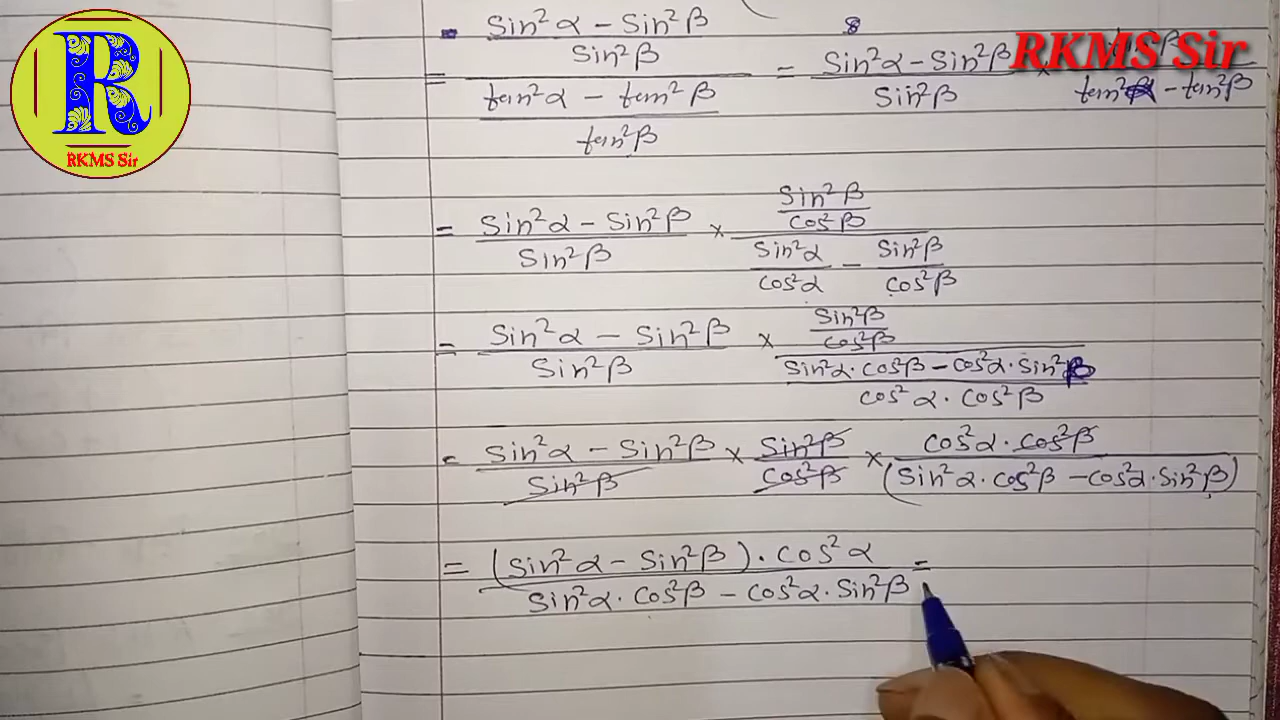 R
RKMS Sir
RKMS Sir
= (Sin²α − Sin²β)/Sin²β / (tan²α − tan²β)/tan²β = (Sin²α − Sin²β)/Sin²β × /(tan²α − tan²β)
= (Sin²α − Sin²β)/Sin²β × (Sin²β/cos²β)/(Sin²α/cos²α − Sin²β/cos²β)
= (Sin²α − Sin²β)/Sin²β × (Sin²β/cos²β)/((Sin²α · cos²β − cos²α · Sin²β)/(cos²α · cos²β))
= (Sin²α − Sin²β)/Sin²β × Sin²β/cos²β × (cos²α · cos²β)/(Sin²α · cos²β − cos²α · Sin²β)
= ((Sin²α − Sin²β) · cos²α)/(Sin²α · cos²β − cos²α · Sin²β) =